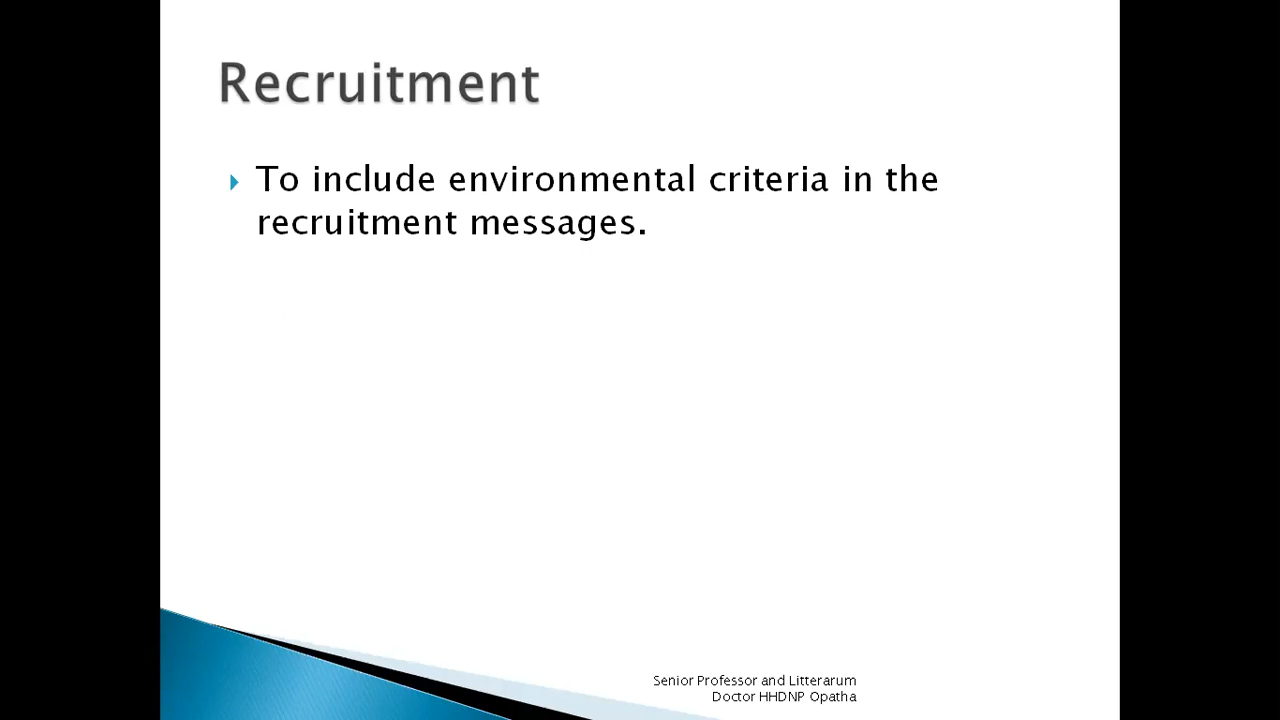 Recruitment
To include environmental criteria in the
recruitment messages.
Senior Professor and Litterarum
Doctor HHDNP Opatha